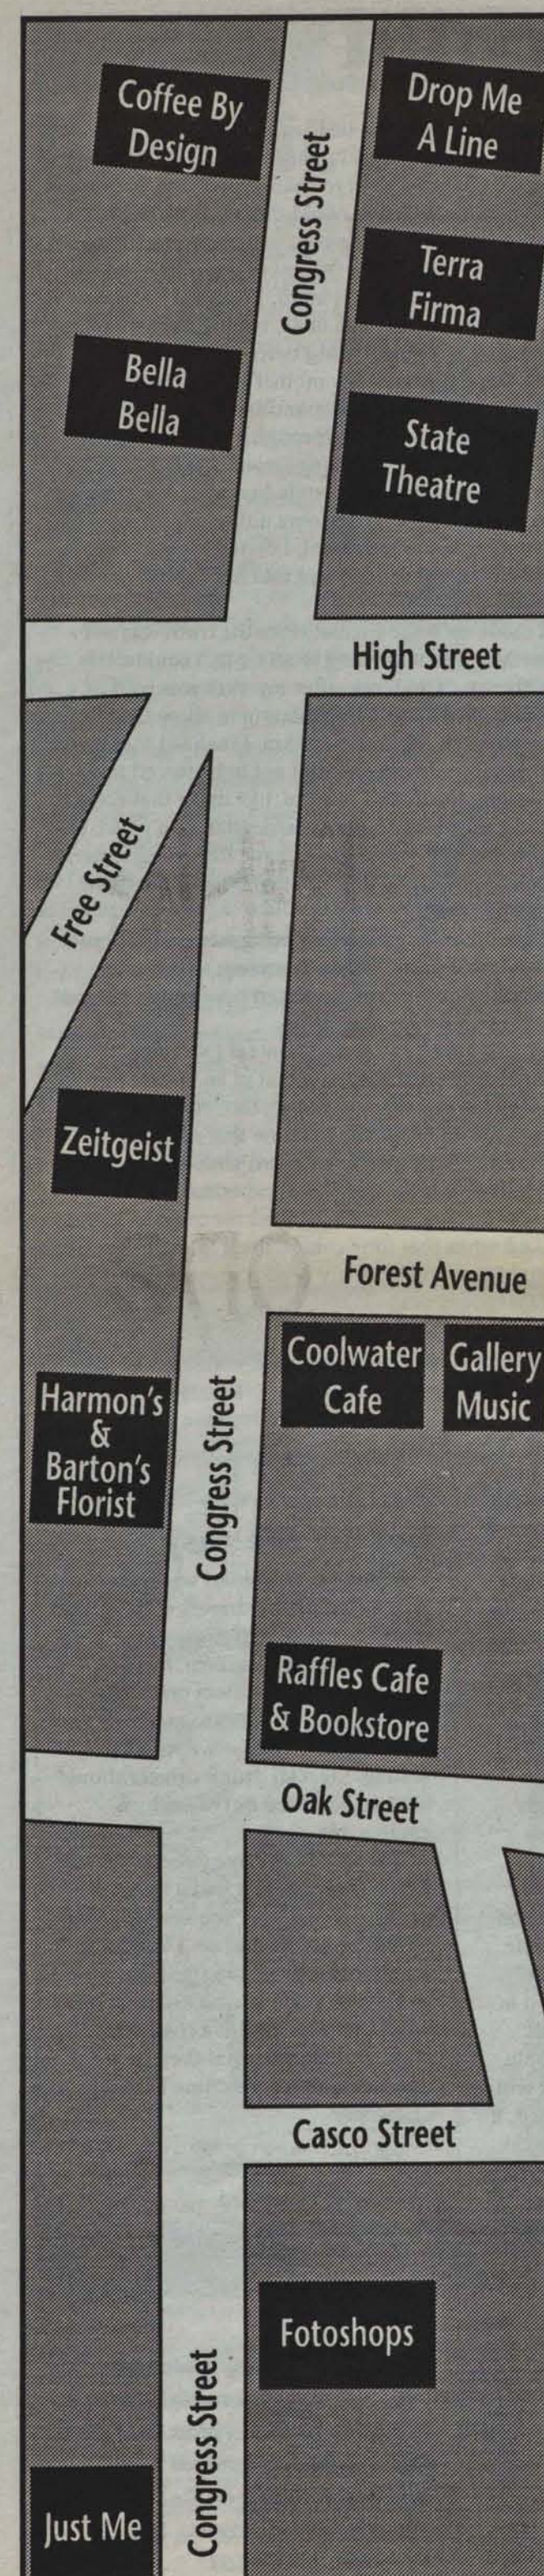 Coffee By
Design
Drop Me
A Line
Congress Street
Terra
Firma
Bella
Bella
State
Theatre
High Street
Free Street
Zeitgeist
Forest Avenue
Coolwater
Cafe
Gallery
Music
Harmon's
&
Barton's
Florist
Congress Street
Raffles Cafe
& Bookstore
Oak Street
Casco Street
Fotoshops
Congress Street
Just Me